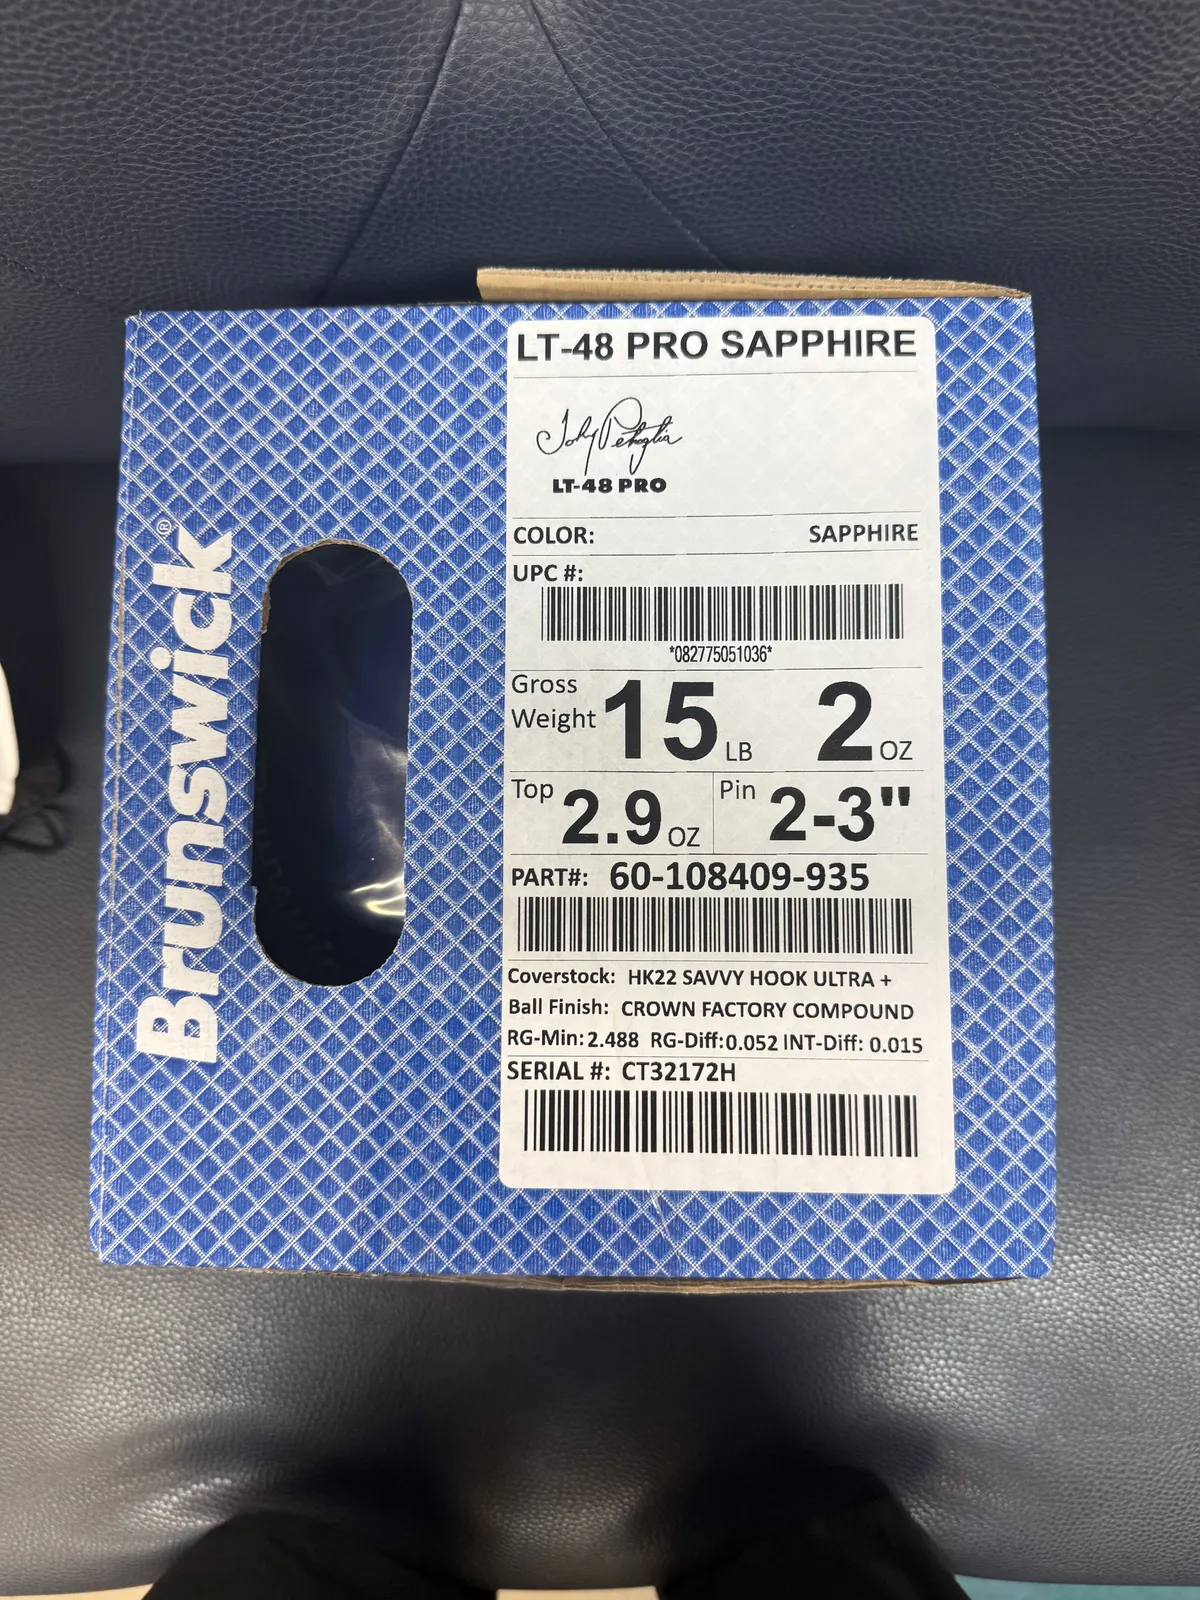 LT-48 PRO SAPPHIRE
LT-48 PRO
COLOR: SAPPHIRE
UPC #:
*082775051036*
Gross Weight 15 LB 2 OZ
Top 2.9 OZ Pin 2-3"
PART#: 60-108409-935
Coverstock: HK22 SAVVY HOOK ULTRA +
Ball Finish: CROWN FACTORY COMPOUND
RG-Min: 2.488 RG-Diff: 0.052 INT-Diff: 0.015
SERIAL #: CT32172H
Brunswick®